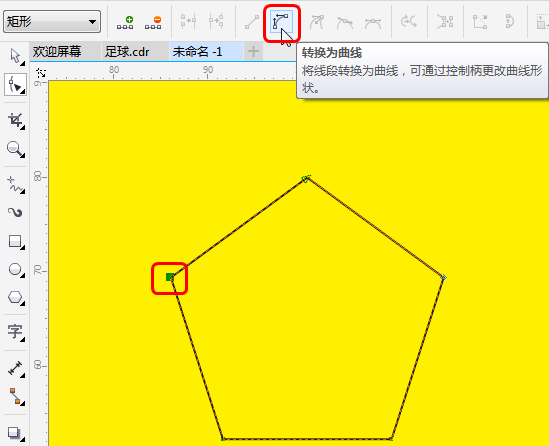 矩形
欢迎屏幕 足球.cdr 未命名 -1
转换为曲线
将线段转换为曲线，可通过控制柄更改曲线形
状。
80 90
90
80
70
60
字